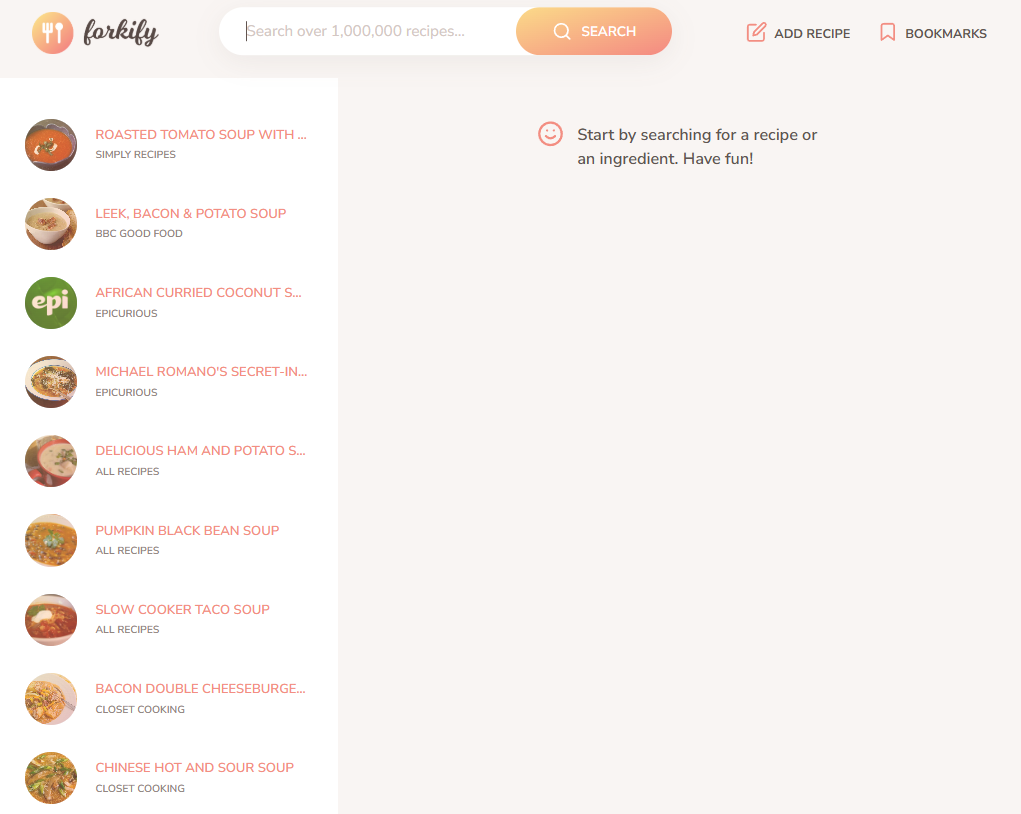 forkify
Search over 1,000,000 recipes...
SEARCH
ADD RECIPE
BOOKMARKS
ROASTED TOMATO SOUP WITH ...
SIMPLY RECIPES
LEEK, BACON & POTATO SOUP
BBC GOOD FOOD
epi
AFRICAN CURRIED COCONUT S...
EPICURIOUS
MICHAEL ROMANO'S SECRET-IN...
EPICURIOUS
DELICIOUS HAM AND POTATO S...
ALL RECIPES
PUMPKIN BLACK BEAN SOUP
ALL RECIPES
SLOW COOKER TACO SOUP
ALL RECIPES
BACON DOUBLE CHEESEBURGE...
CLOSET COOKING
CHINESE HOT AND SOUR SOUP
CLOSET COOKING
Start by searching for a recipe or
an ingredient. Have fun!